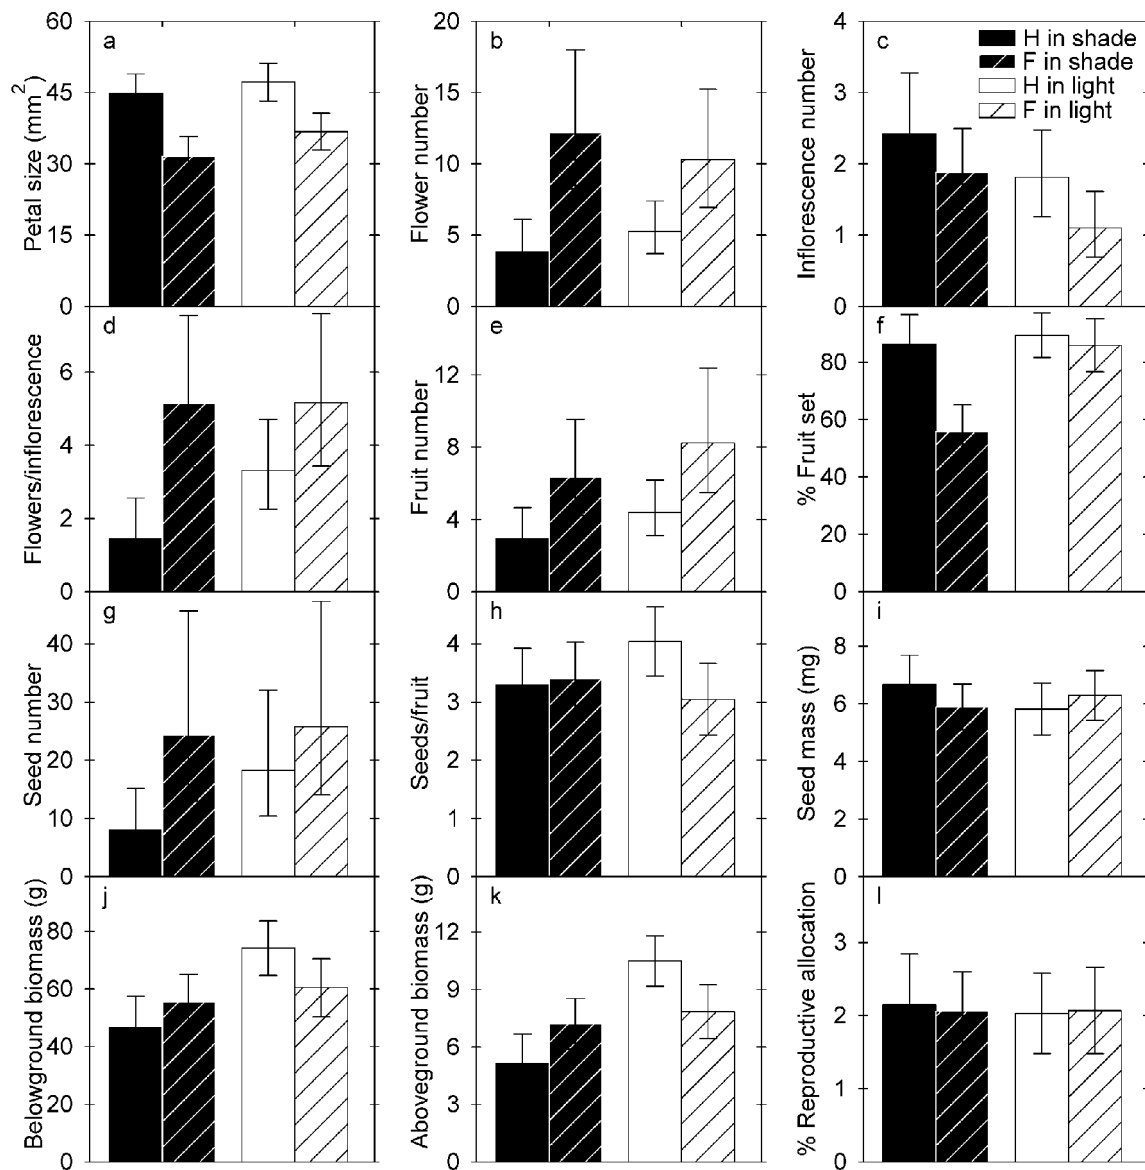 60
45
30
15
0
Petal size (mm²)
a
20
15
10
5
0
Flower number
b
4
3
2
1
0
Inflorescence number
c
H in shade
F in shade
H in light
F in light
6
4
2
0
Flowers/inflorescence
d
12
8
4
0
Fruit number
e
80
60
40
20
0
% Fruit set
f
40
30
20
10
0
Seed number
g
4
3
2
1
0
Seeds/fruit
h
8
6
4
2
0
Seed mass (mg)
i
80
60
40
20
0
Belowground biomass (g)
j
12
9
6
3
0
Aboveground biomass (g)
k
3
2
1
0
% Reproductive allocation
l